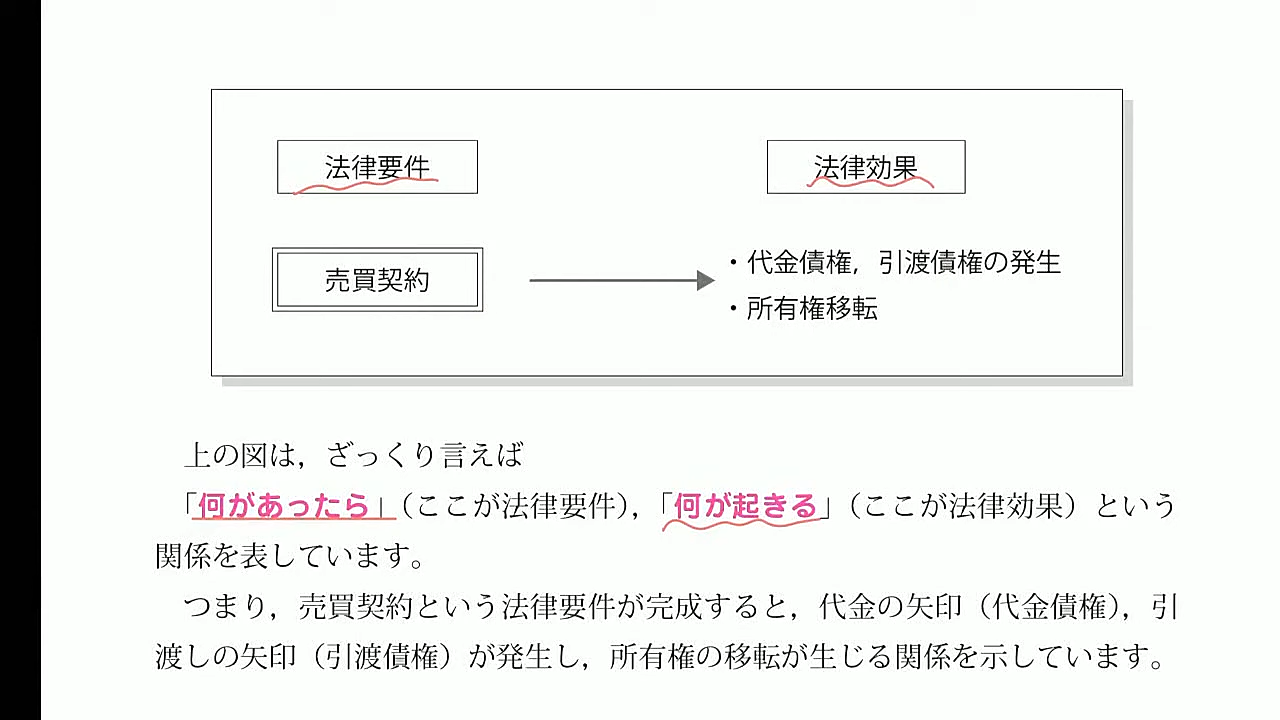 法律要件
法律効果
売買契約
・代金債権，引渡債権の発生
・所有権移転
上の図は，ざっくり言えば
「何があったら」（ここが法律要件），「何が起きる」（ここが法律効果）という
関係を表しています。
つまり，売買契約という法律要件が完成すると，代金の矢印（代金債権），引
渡しの矢印（引渡債権）が発生し，所有権の移転が生じる関係を示しています。